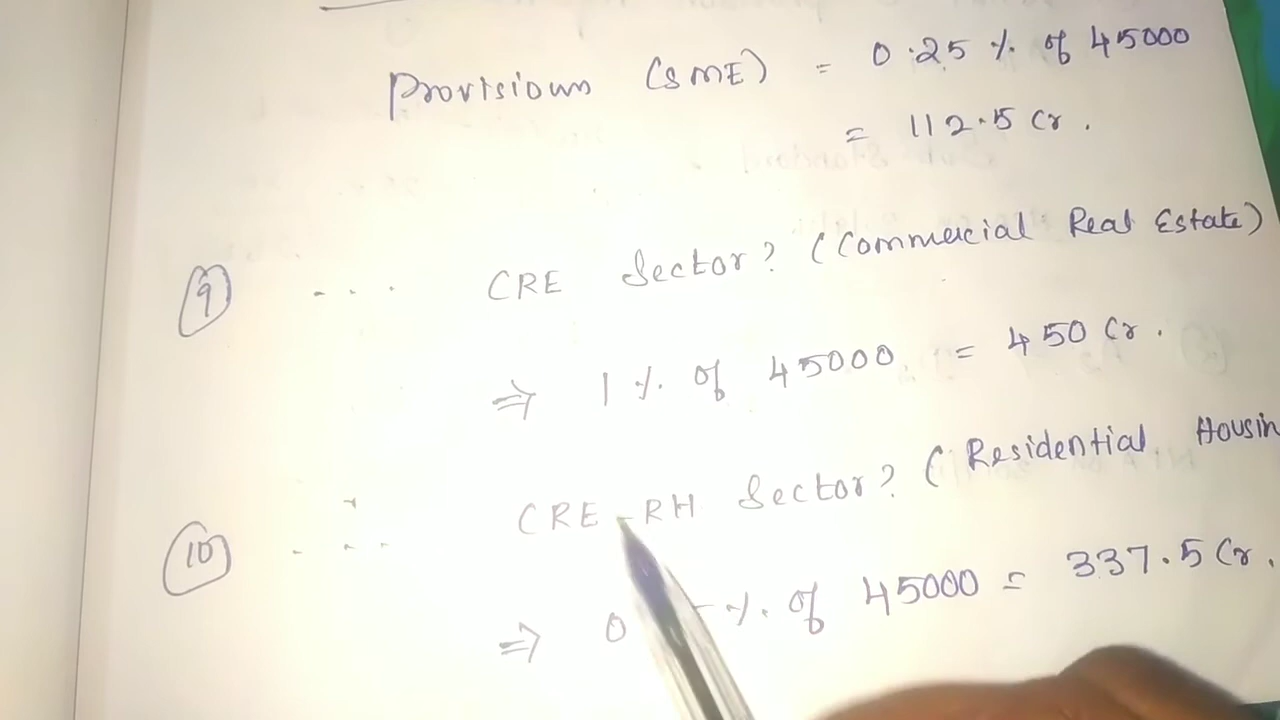 Provisions (SME) = 0.25 % of 45000
= 112.5 Cr.
(9) ... CRE Sector? (Commercial Real Estate)
⇒ 1 % of 45000 = 450 Cr.
(10) ... CRE-RH Sector? (Residential Housin
⇒ 0 % of 45000 = 337.5 Cr.